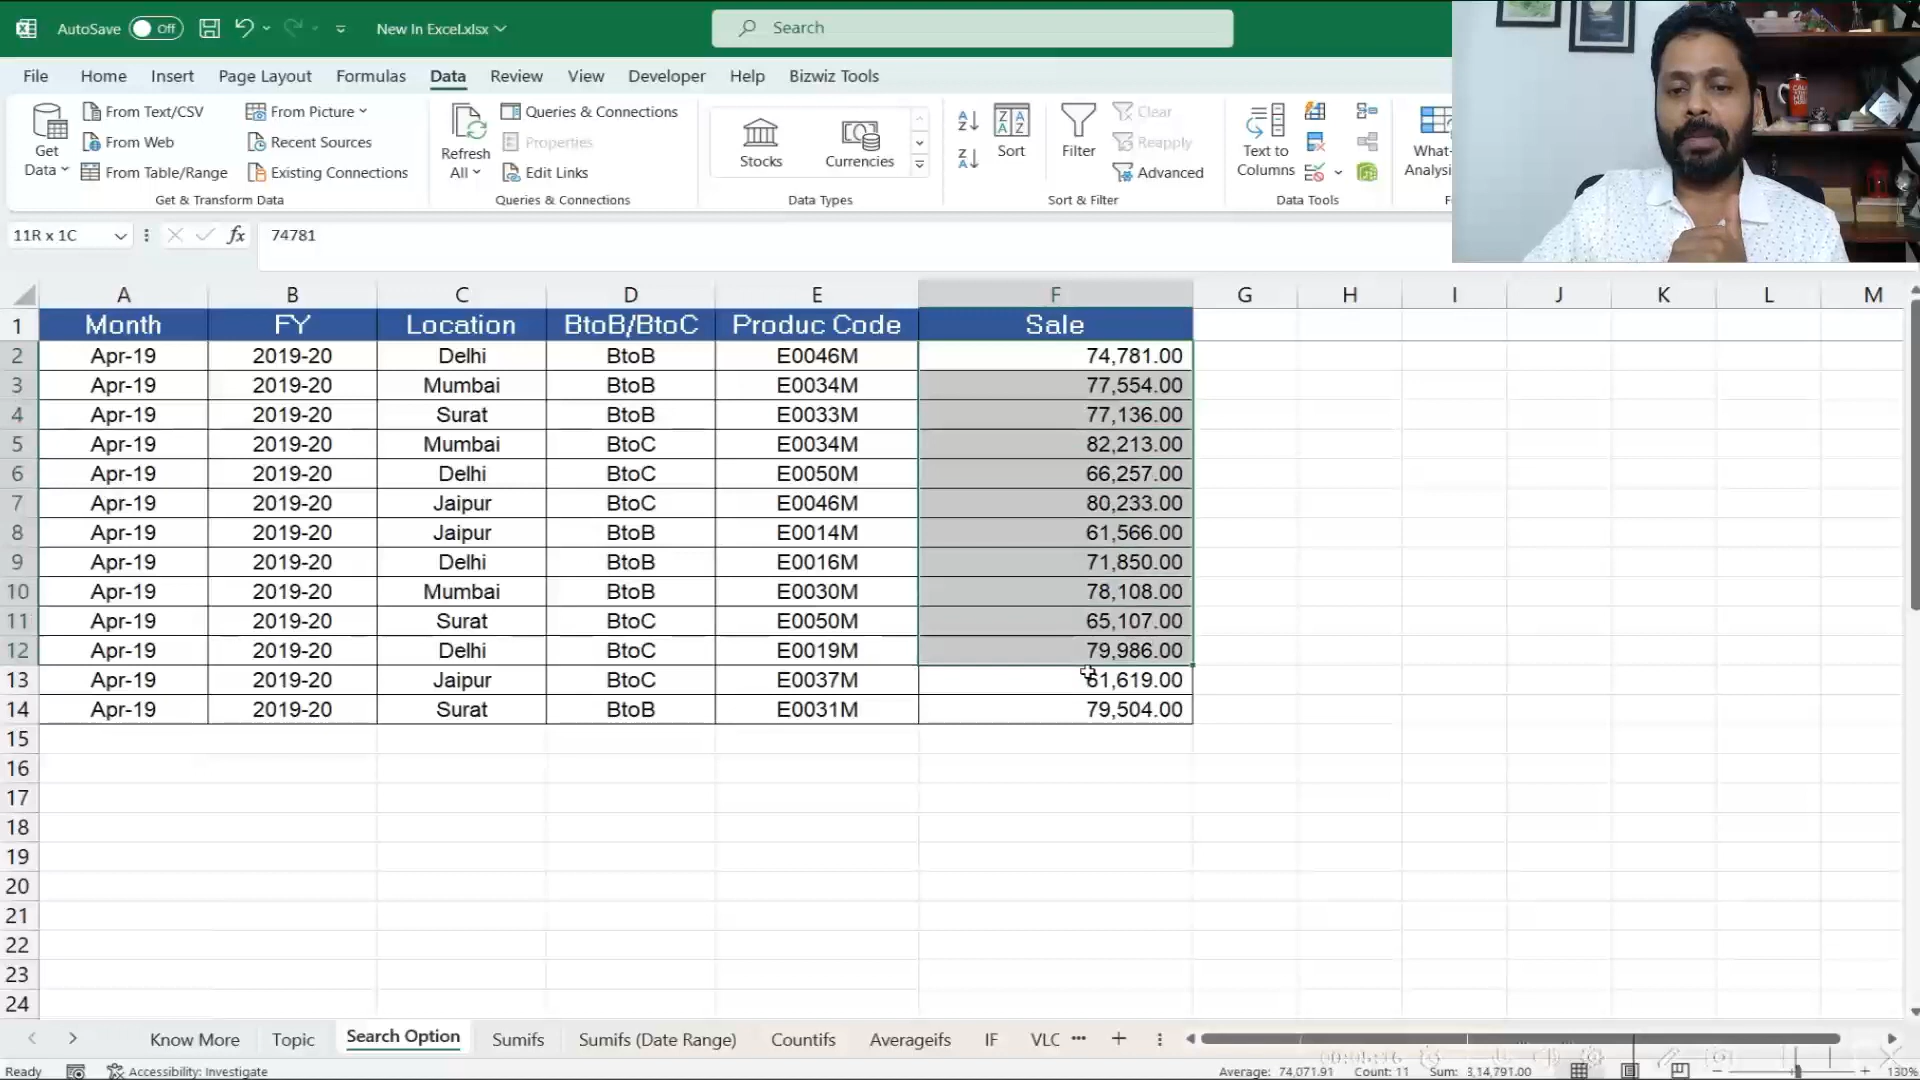 AutoSave Off New In Excel.xlsx Search
File Home Insert Page Layout Formulas Data Review View Developer Help Bizwiz Tools
Get Data
From Text/CSV
From Web
From Table/Range
From Picture
Recent Sources
Existing Connections
Get & Transform Data
Refresh All
Queries & Connections
Properties
Edit Links
Queries & Connections
Stocks
Currencies
Data Types
Sort
Filter
Clear
Reapply
Advanced
Sort & Filter
Text to Columns
Data Tools
What-
Analysi
11R x 1C fx 74781
A B C D E F G H I J K L M
1 Month FY Location BtoB/BtoC Produc Code Sale
2 Apr-19 2019-20 Delhi BtoB E0046M 74,781.00
3 Apr-19 2019-20 Mumbai BtoB E0034M 77,554.00
4 Apr-19 2019-20 Surat BtoB E0033M 77,136.00
5 Apr-19 2019-20 Mumbai BtoC E0034M 82,213.00
6 Apr-19 2019-20 Delhi BtoC E0050M 66,257.00
7 Apr-19 2019-20 Jaipur BtoC E0046M 80,233.00
8 Apr-19 2019-20 Jaipur BtoB E0014M 61,566.00
9 Apr-19 2019-20 Delhi BtoB E0016M 71,850.00
10 Apr-19 2019-20 Mumbai BtoB E0030M 78,108.00
11 Apr-19 2019-20 Surat BtoC E0050M 65,107.00
12 Apr-19 2019-20 Delhi BtoC E0019M 79,986.00
13 Apr-19 2019-20 Jaipur BtoC E0037M 61,619.00
14 Apr-19 2019-20 Surat BtoB E0031M 79,504.00
15
16
17
18
19
20
21
22
23
24
Know More Topic Search Option Sumifs Sumifs (Date Range) Countifs Averageifs IF VLC
Ready Accessibility: Investigate Average: 74,071.91 Count: 11 Sum: 8,14,791.00 130%